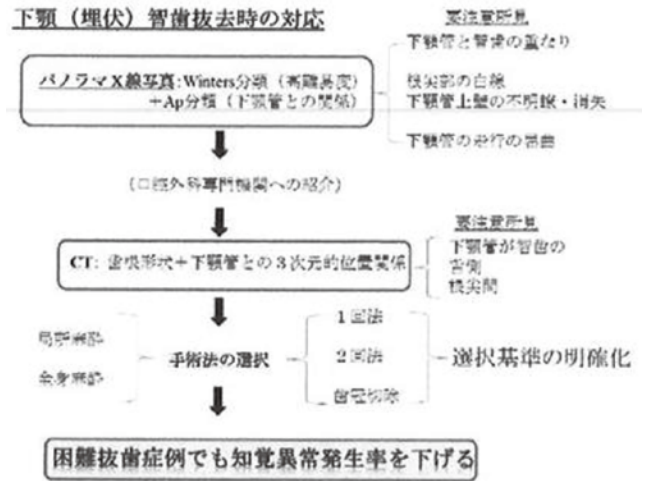 下顎（埋伏）智歯抜去時の対応
要注意所見
下顎管と智歯の重なり
パノラマX線写真：Winters分類（高難易度）
＋Ap分類（下顎管との関係）
根尖部の白線
下顎管上壁の不明瞭・消失
下顎管の走行の彎曲
（口腔外科専門機関への紹介）
要注意所見
CT：歯根形状＋下顎管との３次元的位置関係
下顎管が智歯の
舌側
根尖間
局所麻酔
全身麻酔
手術法の選択
１回法
２回法
歯冠切除
選択基準の明確化
困難抜歯症例でも知覚異常発生率を下げる